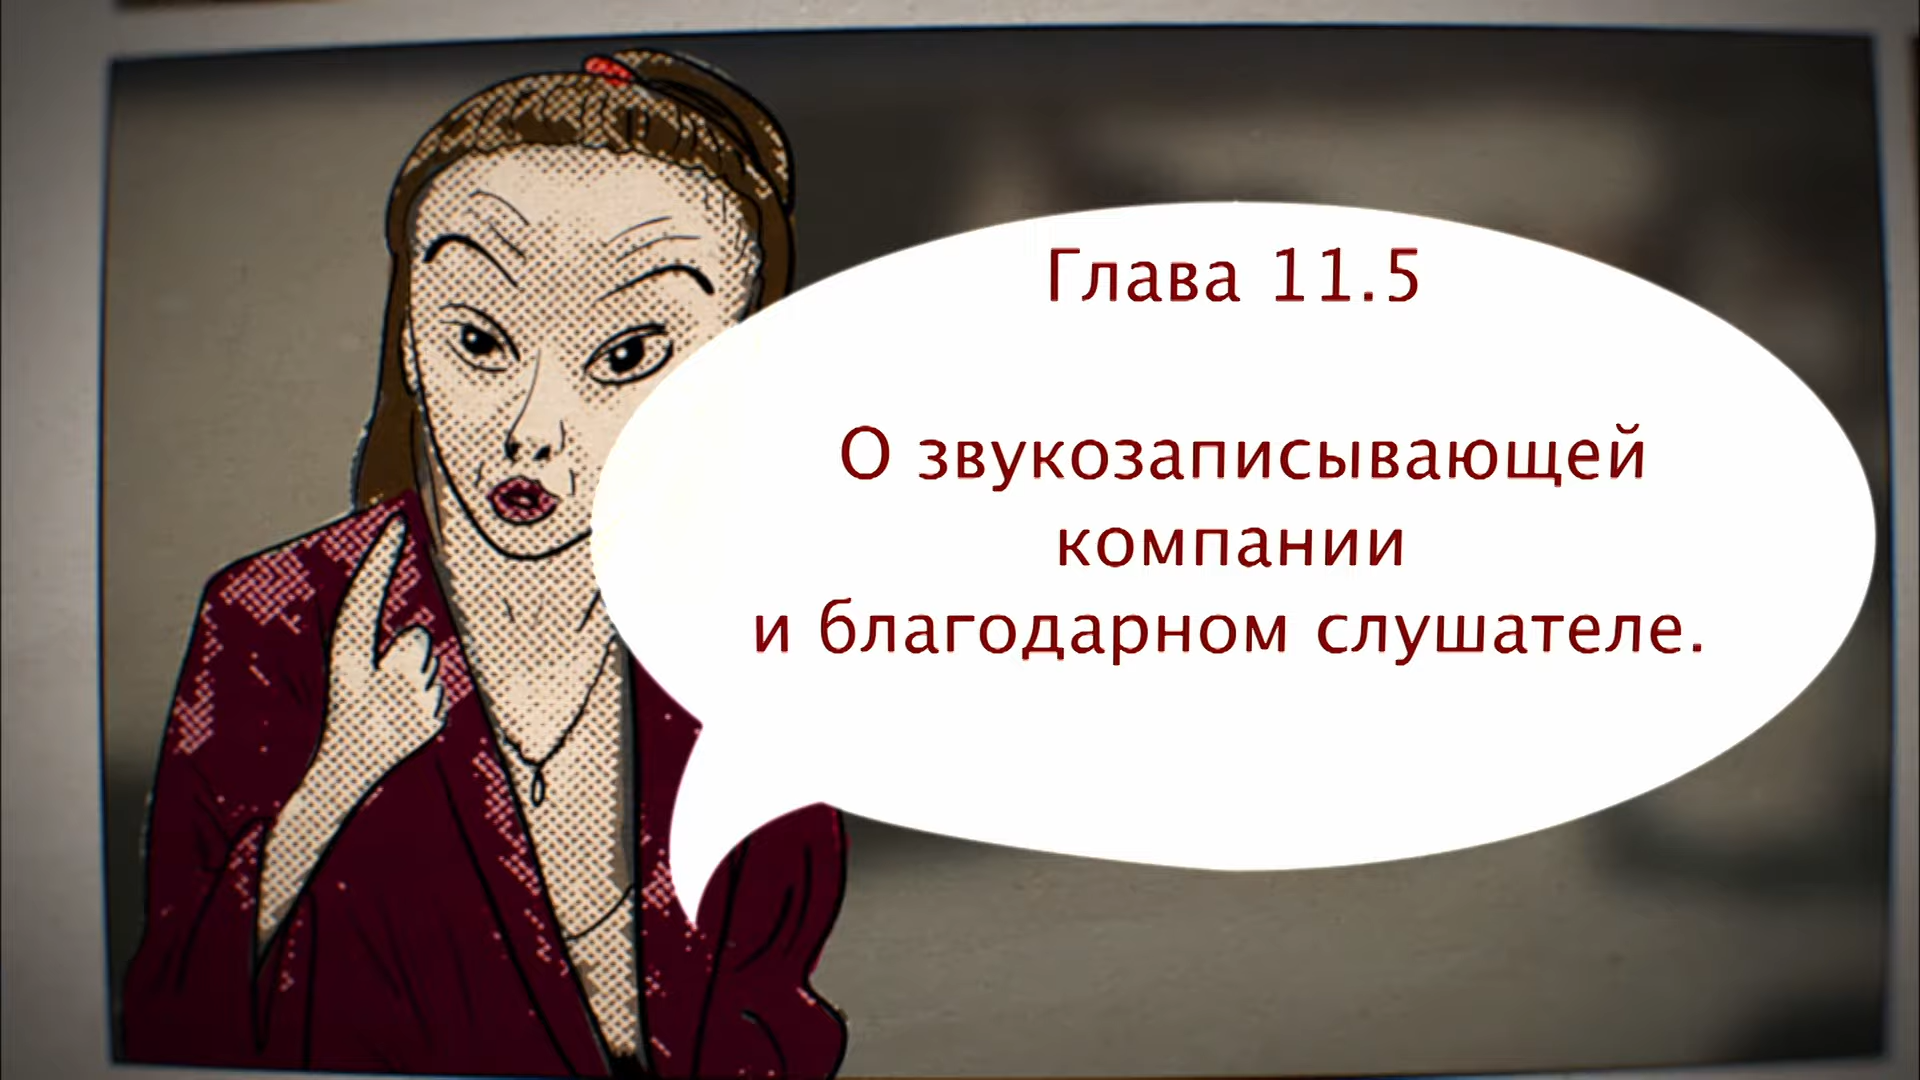 Глава 11.5
О звукозаписывающей
компании
и благодарном слушателе.